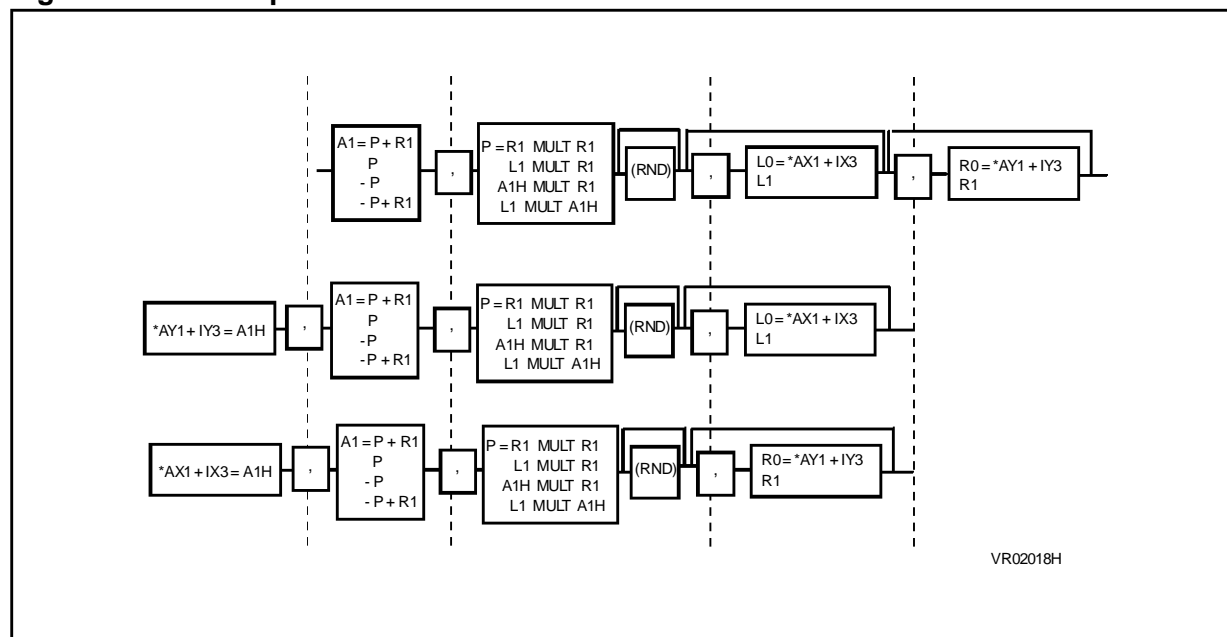 A1 = P + R1
P
- P
- P + R1
,
P = R1 MULT R1
L1 MULT R1
A1H MULT R1
L1 MULT A1H
(RND)
,
L0 = *AX1 + IX3
L1
,
R0 = *AY1 + IY3
R1
*AY1 + IY3 = A1H
,
A1 = P + R1
P
- P
- P + R1
,
P = R1 MULT R1
L1 MULT R1
A1H MULT R1
L1 MULT A1H
(RND)
,
L0 = *AX1 + IX3
L1
*AX1 + IX3 = A1H
,
A1 = P + R1
P
- P
- P + R1
,
P = R1 MULT R1
L1 MULT R1
A1H MULT R1
L1 MULT A1H
(RND)
,
R0 = *AY1 + IY3
R1
VR02018H